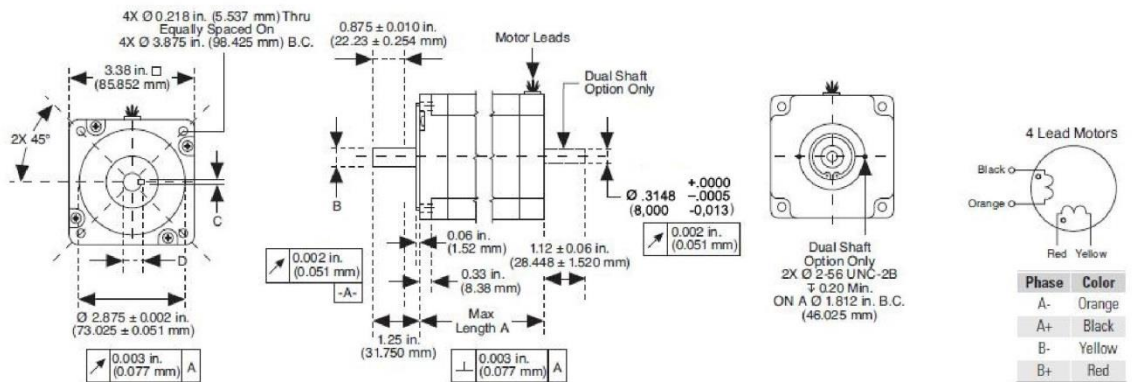 4X Ø 0.218 in. (5.537 mm) Thru
Equally Spaced On
4X Ø 3.875 in. (98.425 mm) B.C.
3.38 in. □
(85.852 mm)
2X 45°
C
D
Ø 2.875 ± 0.002 in.
(73.025 ± 0.051 mm)
0.003 in.
(0.077 mm) A
0.875 ± 0.010 in.
(22.23 ± 0.254 mm)
Motor Leads
Dual Shaft
Option Only
B
+.0000
Ø .3148 -.0005
(8,000 -0,013)
0.002 in.
(0.051 mm)
0.002 in.
(0.051 mm)
-A-
0.06 in.
(1.52 mm)
0.33 in.
(8.38 mm)
1.12 ± 0.06 in.
(28.448 ± 1.520 mm)
Max
Length A
1.25 in.
(31.750 mm)
⊥ 0.003 in.
(0.077 mm) A
Dual Shaft
Option Only
2X Ø 2-56 UNC-2B
↧ 0.20 Min.
ON A Ø 1.812 in. B.C.
(46.025 mm)
4 Lead Motors
Black
Orange
Red Yellow
Phase Color
A- Orange
A+ Black
B- Yellow
B+ Red